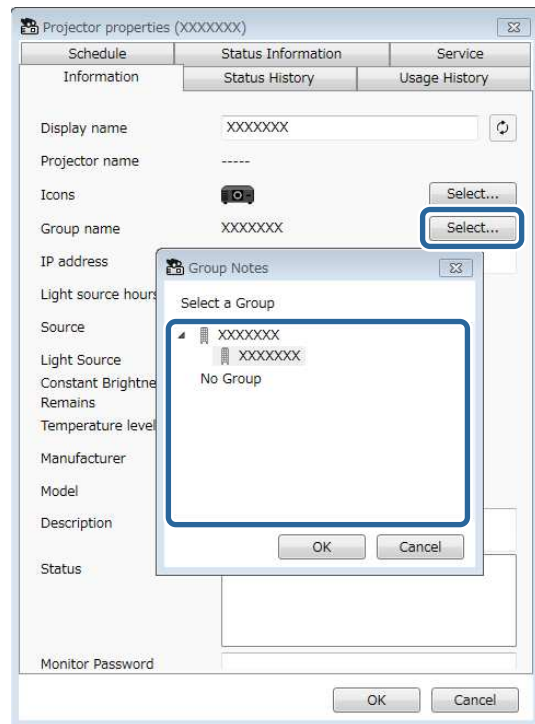 Projector properties (XXXXXXX)
Schedule Status Information Service
Information Status History Usage History
Display name XXXXXXX
Projector name -----
Icons Select...
Group name XXXXXXX Select...
IP address
Group Notes
Light source hours
Select a Group
Source
XXXXXXX
Light Source
XXXXXXX
Constant Brightne
No Group
Remains
Temperature level
Manufacturer
Model
Description
OK Cancel
Status
Monitor Password
OK Cancel